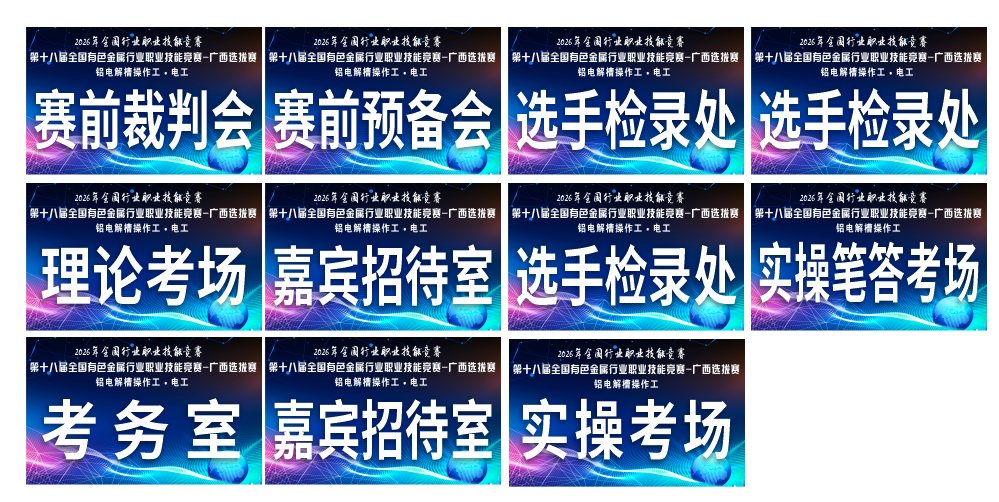 2026年全国行业职业技能竞赛
第十八届全国有色金属行业职业技能竞赛-广西选拔赛
铝电解槽操作工·电工
赛前裁判会
2026年全国行业职业技能竞赛
第十八届全国有色金属行业职业技能竞赛-广西选拔赛
铝电解槽操作工·电工
赛前预备会
2026年全国行业职业技能竞赛
第十八届全国有色金属行业职业技能竞赛-广西选拔赛
铝电解槽操作工·电工
选手检录处
2026年全国行业职业技能竞赛
第十八届全国有色金属行业职业技能竞赛-广西选拔赛
铝电解槽操作工
选手检录处
2026年全国行业职业技能竞赛
第十八届全国有色金属行业职业技能竞赛-广西选拔赛
铝电解槽操作工·电工
理论考场
2026年全国行业职业技能竞赛
第十八届全国有色金属行业职业技能竞赛-广西选拔赛
铝电解槽操作工·电工
嘉宾招待室
2026年全国行业职业技能竞赛
第十八届全国有色金属行业职业技能竞赛-广西选拔赛
铝电解槽操作工·电工
选手检录处
2026年全国行业职业技能竞赛
第十八届全国有色金属行业职业技能竞赛-广西选拔赛
铝电解槽操作工
实操笔答考场
2026年全国行业职业技能竞赛
第十八届全国有色金属行业职业技能竞赛-广西选拔赛
铝电解槽操作工·电工
考务室
2026年全国行业职业技能竞赛
第十八届全国有色金属行业职业技能竞赛-广西选拔赛
铝电解槽操作工·电工
嘉宾招待室
2026年全国行业职业技能竞赛
第十八届全国有色金属行业职业技能竞赛-广西选拔赛
铝电解槽操作工
实操考场